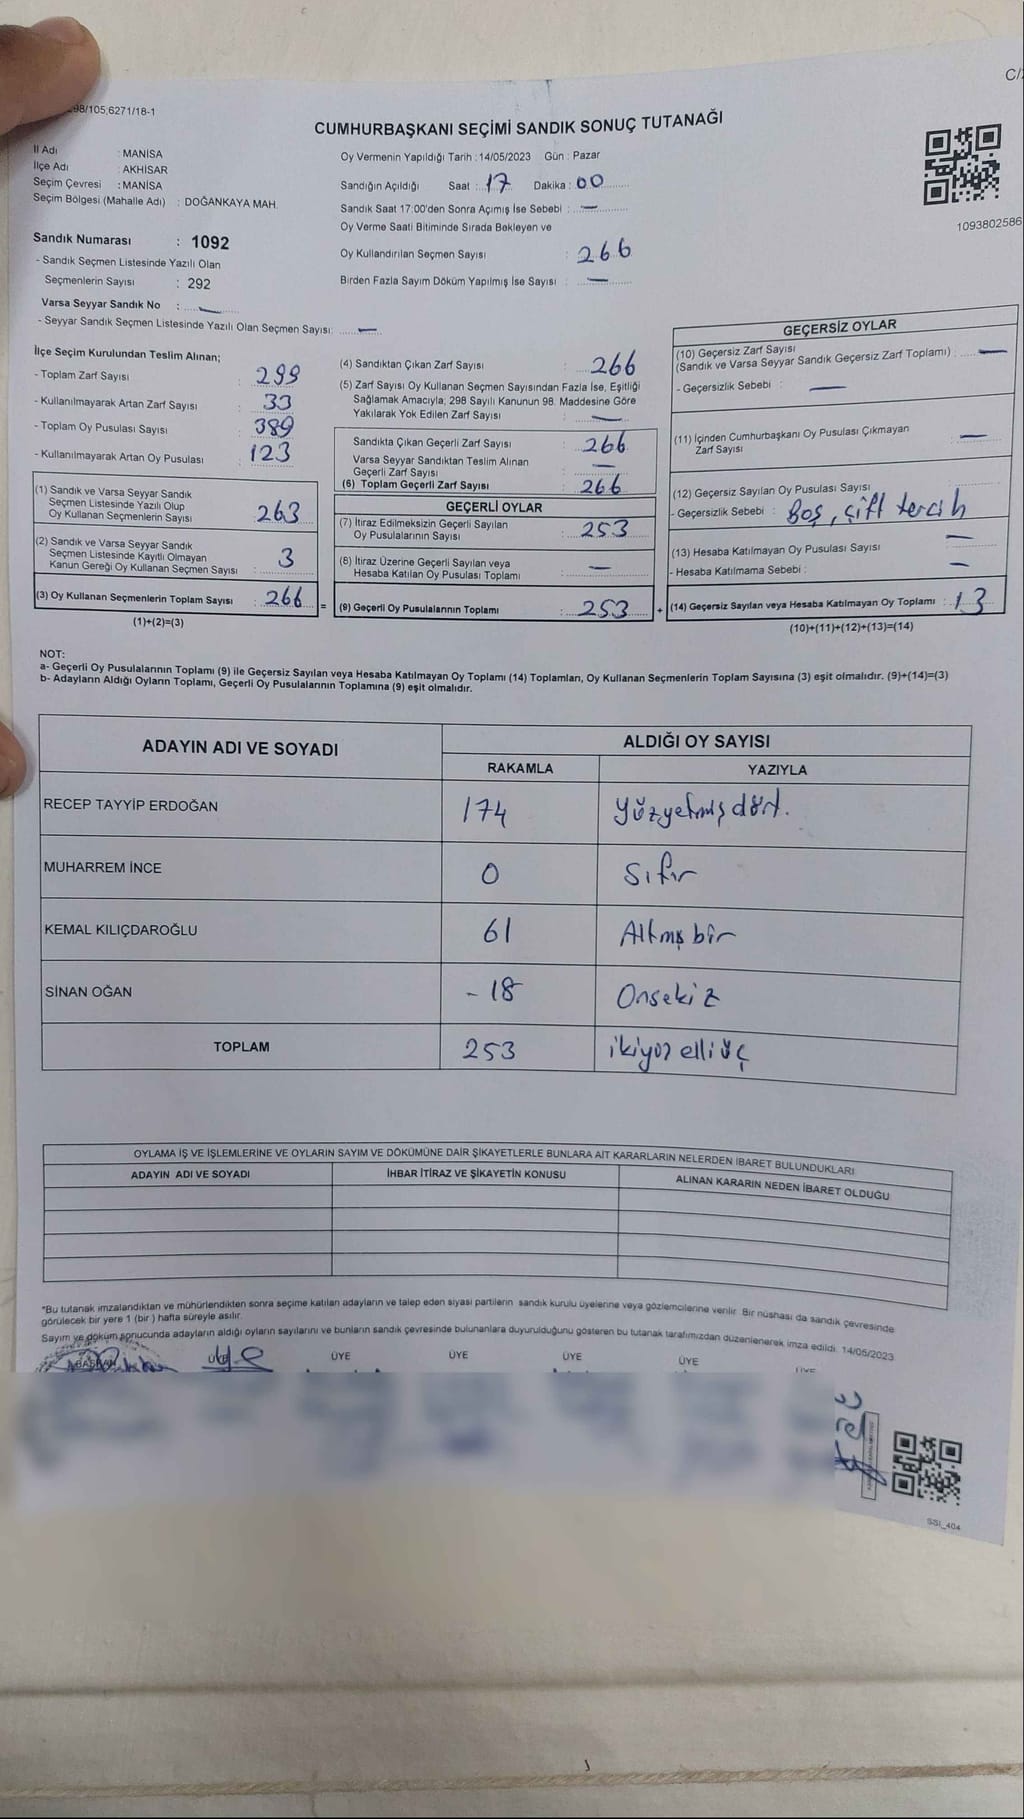 98/105;6271/18-1
C/
CUMHURBAŞKANI SEÇİMİ SANDIK SONUÇ TUTANAĞI
İl Adı : MANİSA
İlçe Adı : AKHİSAR
Seçim Çevresi : MANİSA
Seçim Bölgesi (Mahalle Adı) : DOĞANKAYA MAH.
Sandık Numarası : 1092
- Sandık Seçmen Listesinde Yazılı Olan
Seçmenlerin Sayısı : 292
Varsa Seyyar Sandık No : —
- Seyyar Sandık Seçmen Listesinde Yazılı Olan Seçmen Sayısı: —
Oy Vermenin Yapıldığı Tarih : 14/05/2023 Gün : Pazar
Sandığın Açıldığı Saat : 17 Dakika : 00
Sandık Saat 17:00'den Sonra Açımış İse Sebebi : —
Oy Verme Saati Bitiminde Sırada Bekleyen ve
Oy Kullandırılan Seçmen Sayısı : 266
Birden Fazla Sayım Döküm Yapılmış İse Sayısı : —
1093802586
İlçe Seçim Kurulundan Teslim Alınan;
- Toplam Zarf Sayısı : 299
- Kullanılmayarak Artan Zarf Sayısı : 33
- Toplam Oy Pusulası Sayısı : 389
- Kullanılmayarak Artan Oy Pusulası : 123
(1) Sandık ve Varsa Seyyar Sandık
Seçmen Listesinde Yazılı Olup
Oy Kullanan Seçmenlerin Sayısı : 263
(2) Sandık ve Varsa Seyyar Sandık
Seçmen Listesinde Kayıtlı Olmayan
Kanun Gereği Oy Kullanan Seçmen Sayısı : 3
(3) Oy Kullanan Seçmenlerin Toplam Sayısı : 266 =
(1)+(2)=(3)
(4) Sandıktan Çıkan Zarf Sayısı : 266
(5) Zarf Sayısı Oy Kullanan Seçmen Sayısından Fazla İse, Eşitliği
Sağlamak Amacıyla; 298 Sayılı Kanunun 98. Maddesine Göre
Yakılarak Yok Edilen Zarf Sayısı : —
Sandıkta Çıkan Geçerli Zarf Sayısı : 266
Varsa Seyyar Sandıktan Teslim Alınan
Geçerli Zarf Sayısı : —
(6) Toplam Geçerli Zarf Sayısı : 266
GEÇERLİ OYLAR
(7) İtiraz Edilmeksizin Geçerli Sayılan
Oy Pusulalarının Sayısı : 253
(8) İtiraz Üzerine Geçerli Sayılan veya
Hesaba Katılan Oy Pusulası Toplamı : —
(9) Geçerli Oy Pusulalarının Toplamı : 253 +
GEÇERSİZ OYLAR
(10) Geçersiz Zarf Sayısı
(Sandık ve Varsa Seyyar Sandık Geçersiz Zarf Toplamı) : —
- Geçersizlik Sebebi : —
(11) İçinden Cumhurbaşkanı Oy Pusulası Çıkmayan
Zarf Sayısı —
(12) Geçersiz Sayılan Oy Pusulası Sayısı :
- Geçersizlik Sebebi : Boş, çift tercih
(13) Hesaba Katılmayan Oy Pusulası Sayısı —
- Hesaba Katılmama Sebebi : —
(14) Geçersiz Sayılan veya Hesaba Katılmayan Oy Toplamı : 13
(10)+(11)+(12)+(13)=(14)
NOT:
a- Geçerli Oy Pusulalarının Toplamı (9) ile Geçersiz Sayılan veya Hesaba Katılmayan Oy Toplamı (14) Toplamları, Oy Kullanan Seçmenlerin Toplam Sayısına (3) eşit olmalıdır. (9)+(14)=(3)
b- Adayların Aldığı Oyların Toplamı, Geçerli Oy Pusulalarının Toplamına (9) eşit olmalıdır.
ADAYIN ADI VE SOYADI ALDIĞI OY SAYISI
RAKAMLA YAZIYLA
RECEP TAYYİP ERDOĞAN 174 Yüzyetmiş dört.
MUHARREM İNCE 0 Sıfır
KEMAL KILIÇDAROĞLU 61 Altmış bir
SİNAN OĞAN - 18 Onsekiz
TOPLAM 253 ikiyüz elli üç
OYLAMA İŞ VE İŞLEMLERİNE VE OYLARIN SAYIM VE DÖKÜMÜNE DAİR ŞİKAYETLERLE BUNLARA AİT KARARLARIN NELERDEN İBARET BULUNDUKLARI
ADAYIN ADI VE SOYADI İHBAR İTİRAZ VE ŞİKAYETİN KONUSU ALINAN KARARIN NEDEN İBARET OLDUĞU
*Bu tutanak imzalandıktan ve mühürlendikten sonra seçime katılan adayların ve talep eden siyasi partilerin sandık kurulu üyelerine veya gözlemcilerine verilir. Bir nüshası da sandık çevresinde
görülecek bir yere 1 (bir) hafta süreyle asılır.
Sayım ve döküm sonucunda adayların aldığı oyların sayılarını ve bunların sandık çevresinde bulunanlara duyurulduğunu gösteren bu tutanak tarafımızdan düzenlenerek imza edildi. 14/05/2023
BAŞKAN ÜYE ÜYE ÜYE ÜYE ÜYE ÜYE
SSI_404